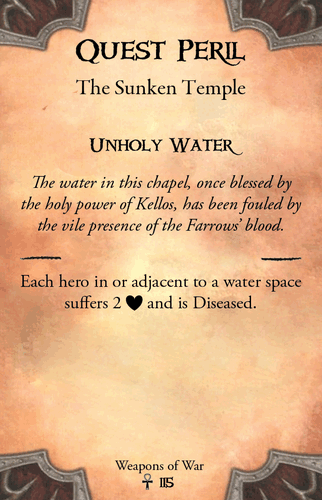 Quest Peril
The Sunken Temple
Unholy Water
The water in this chapel, once blessed by
the holy power of Kellos, has been fouled by
the vile presence of the Farrows' blood.
Each hero in or adjacent to a water space
suffers 2 ♥ and is Diseased.
Weapons of War
☥ 115